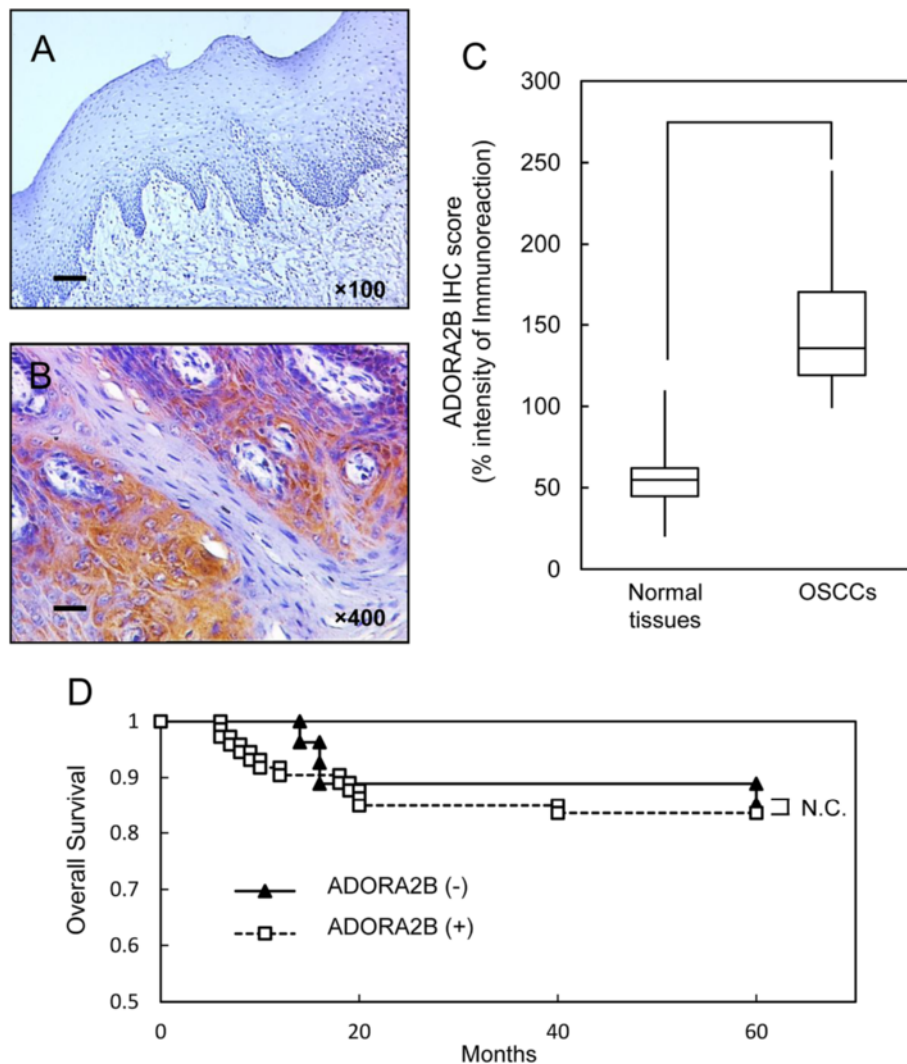 A
×100
B
×400
C
ADORA2B IHC score
(% intensity of Immunoreaction)
300
250
200
150
100
50
0
Normal
tissues
OSCCs
D
Overall Survival
1
0.9
0.8
0.7
0.6
0.5
ADORA2B (-)
ADORA2B (+)
N.C.
0
20
40
60
Months